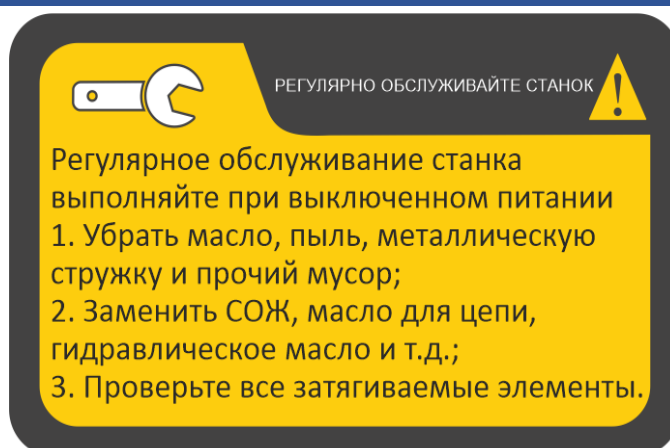 РЕГУЛЯРНО ОБСЛУЖИВАЙТЕ СТАНОК
Регулярное обслуживание станка
выполняйте при выключенном питании
1. Убрать масло, пыль, металлическую
стружку и прочий мусор;
2. Заменить СОЖ, масло для цепи,
гидравлическое масло и т.д.;
3. Проверьте все затягиваемые элементы.